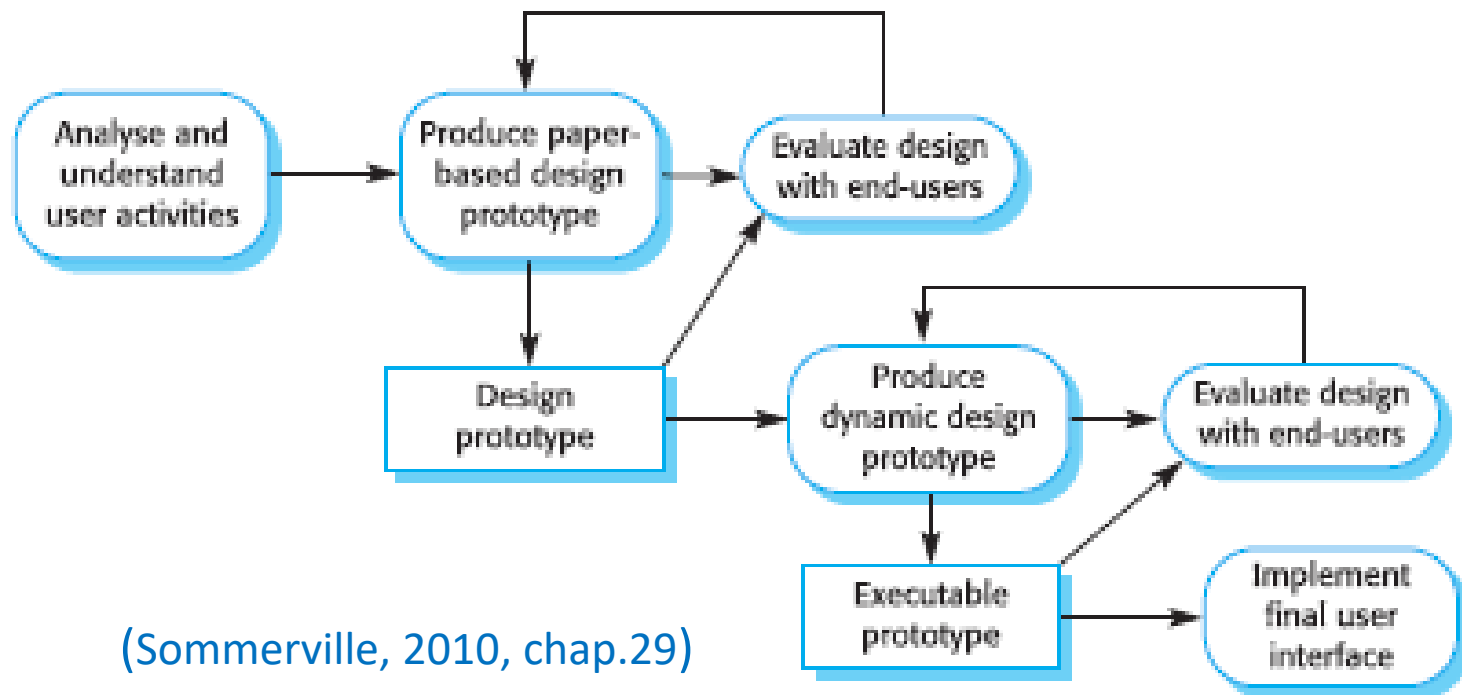 Analyse and
understand
user activities
Produce paper-
based design
prototype
Evaluate design
with end-users
Design
prototype
Produce
dynamic design
prototype
Evaluate design
with end-users
Executable
prototype
Implement
final user
interface
(Sommerville, 2010, chap.29)